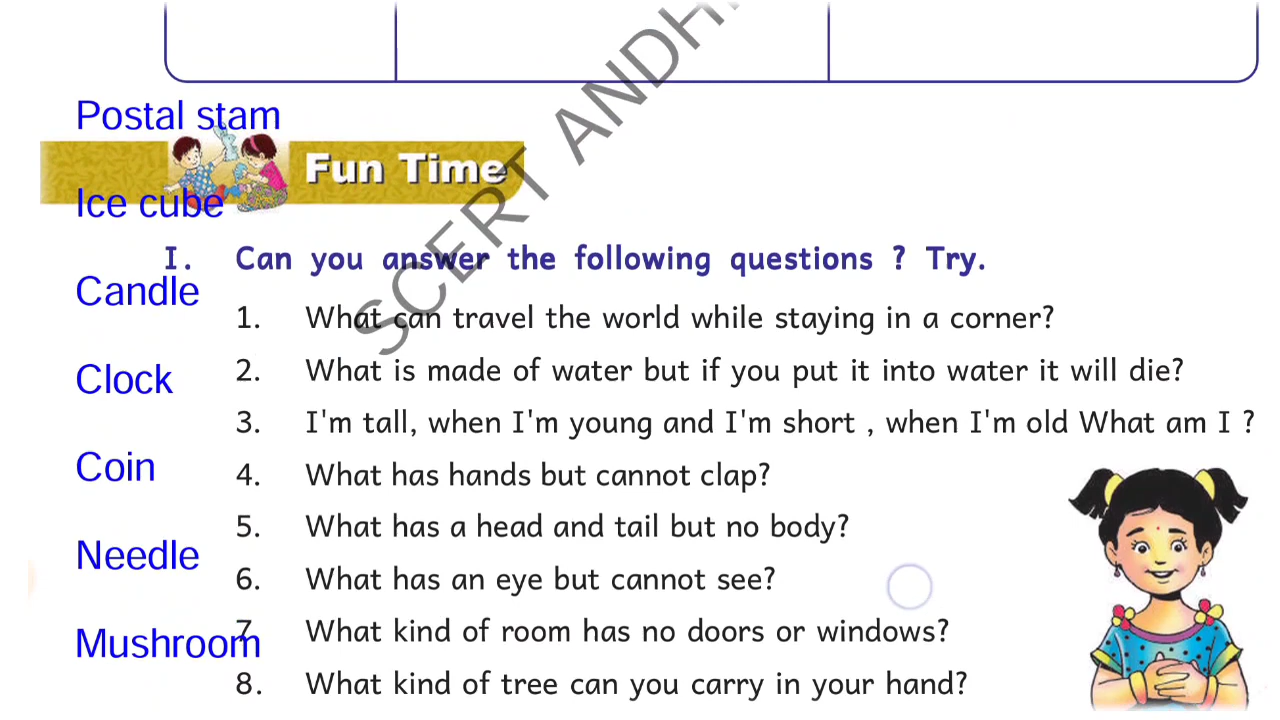 Postal stam
Fun Time
Ice cube
I. Can you answer the following questions ? Try.
Candle
1. What can travel the world while staying in a corner?
Clock
2. What is made of water but if you put it into water it will die?
3. I'm tall, when I'm young and I'm short , when I'm old What am I ?
Coin
4. What has hands but cannot clap?
5. What has a head and tail but no body?
Needle
6. What has an eye but cannot see?
Mushroom
7. What kind of room has no doors or windows?
8. What kind of tree can you carry in your hand?
SCERT ANDH